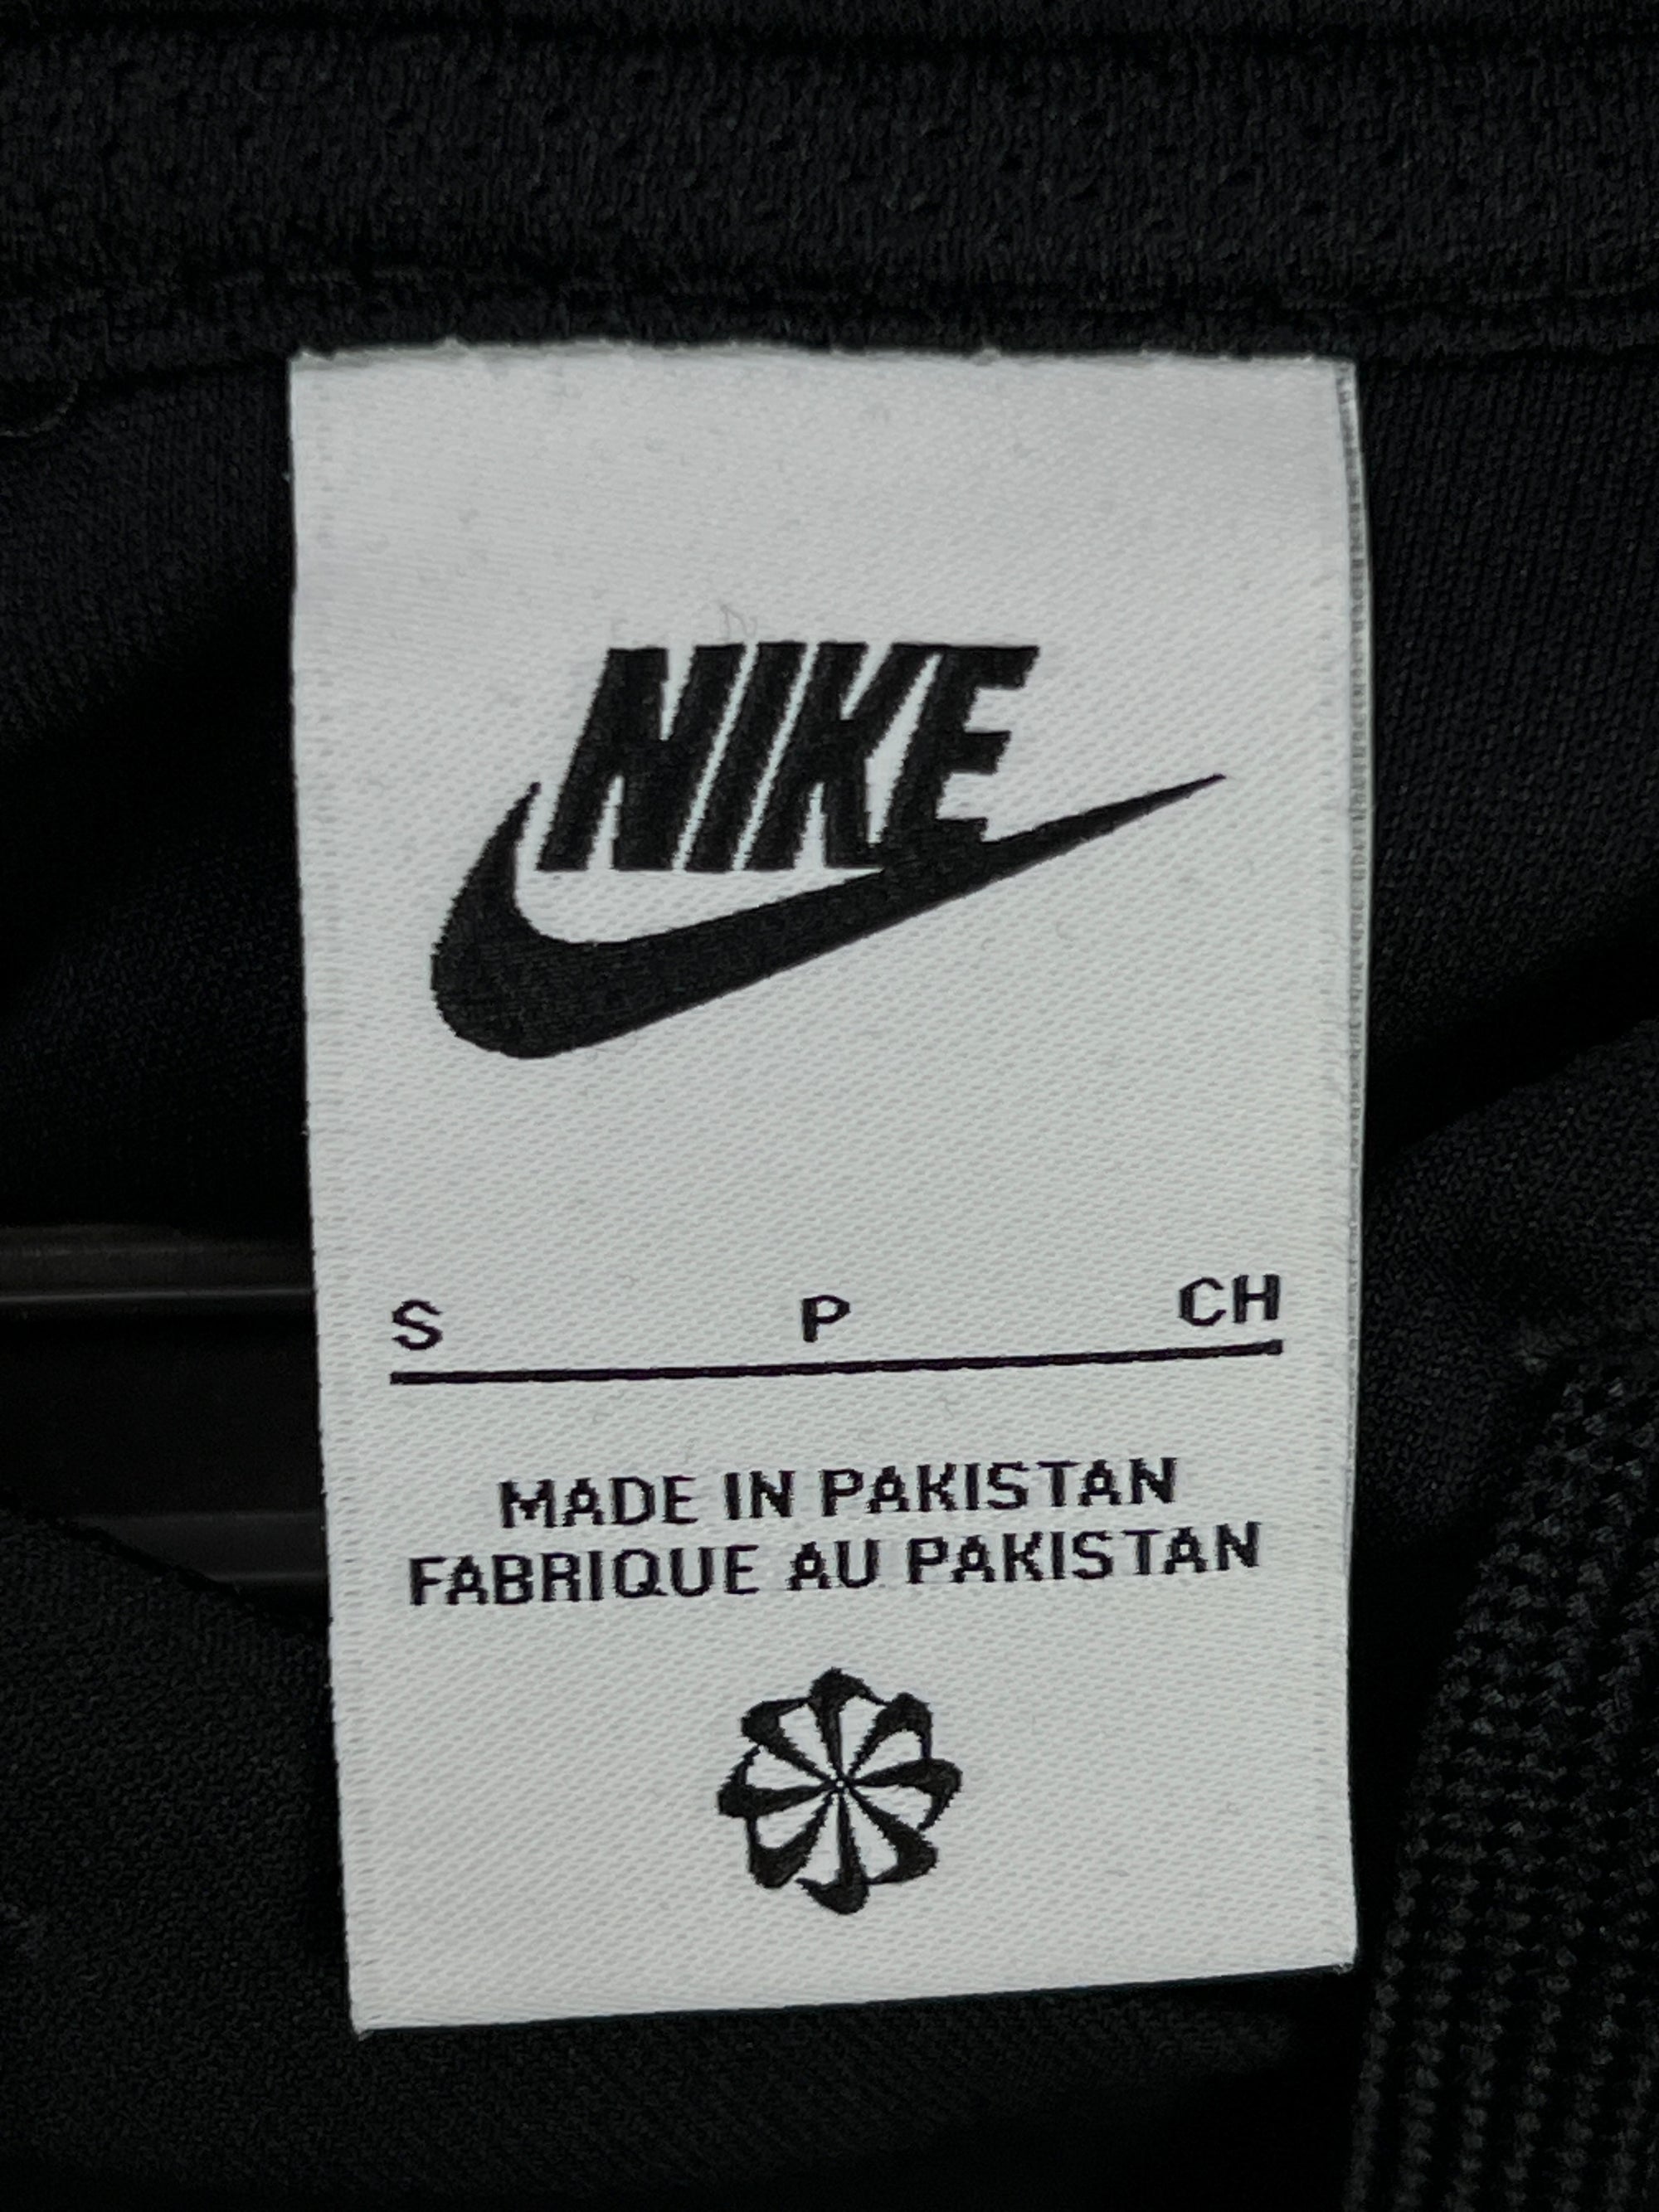 NIKE
S P CH
MADE IN PAKISTAN
FABRIQUE AU PAKISTAN